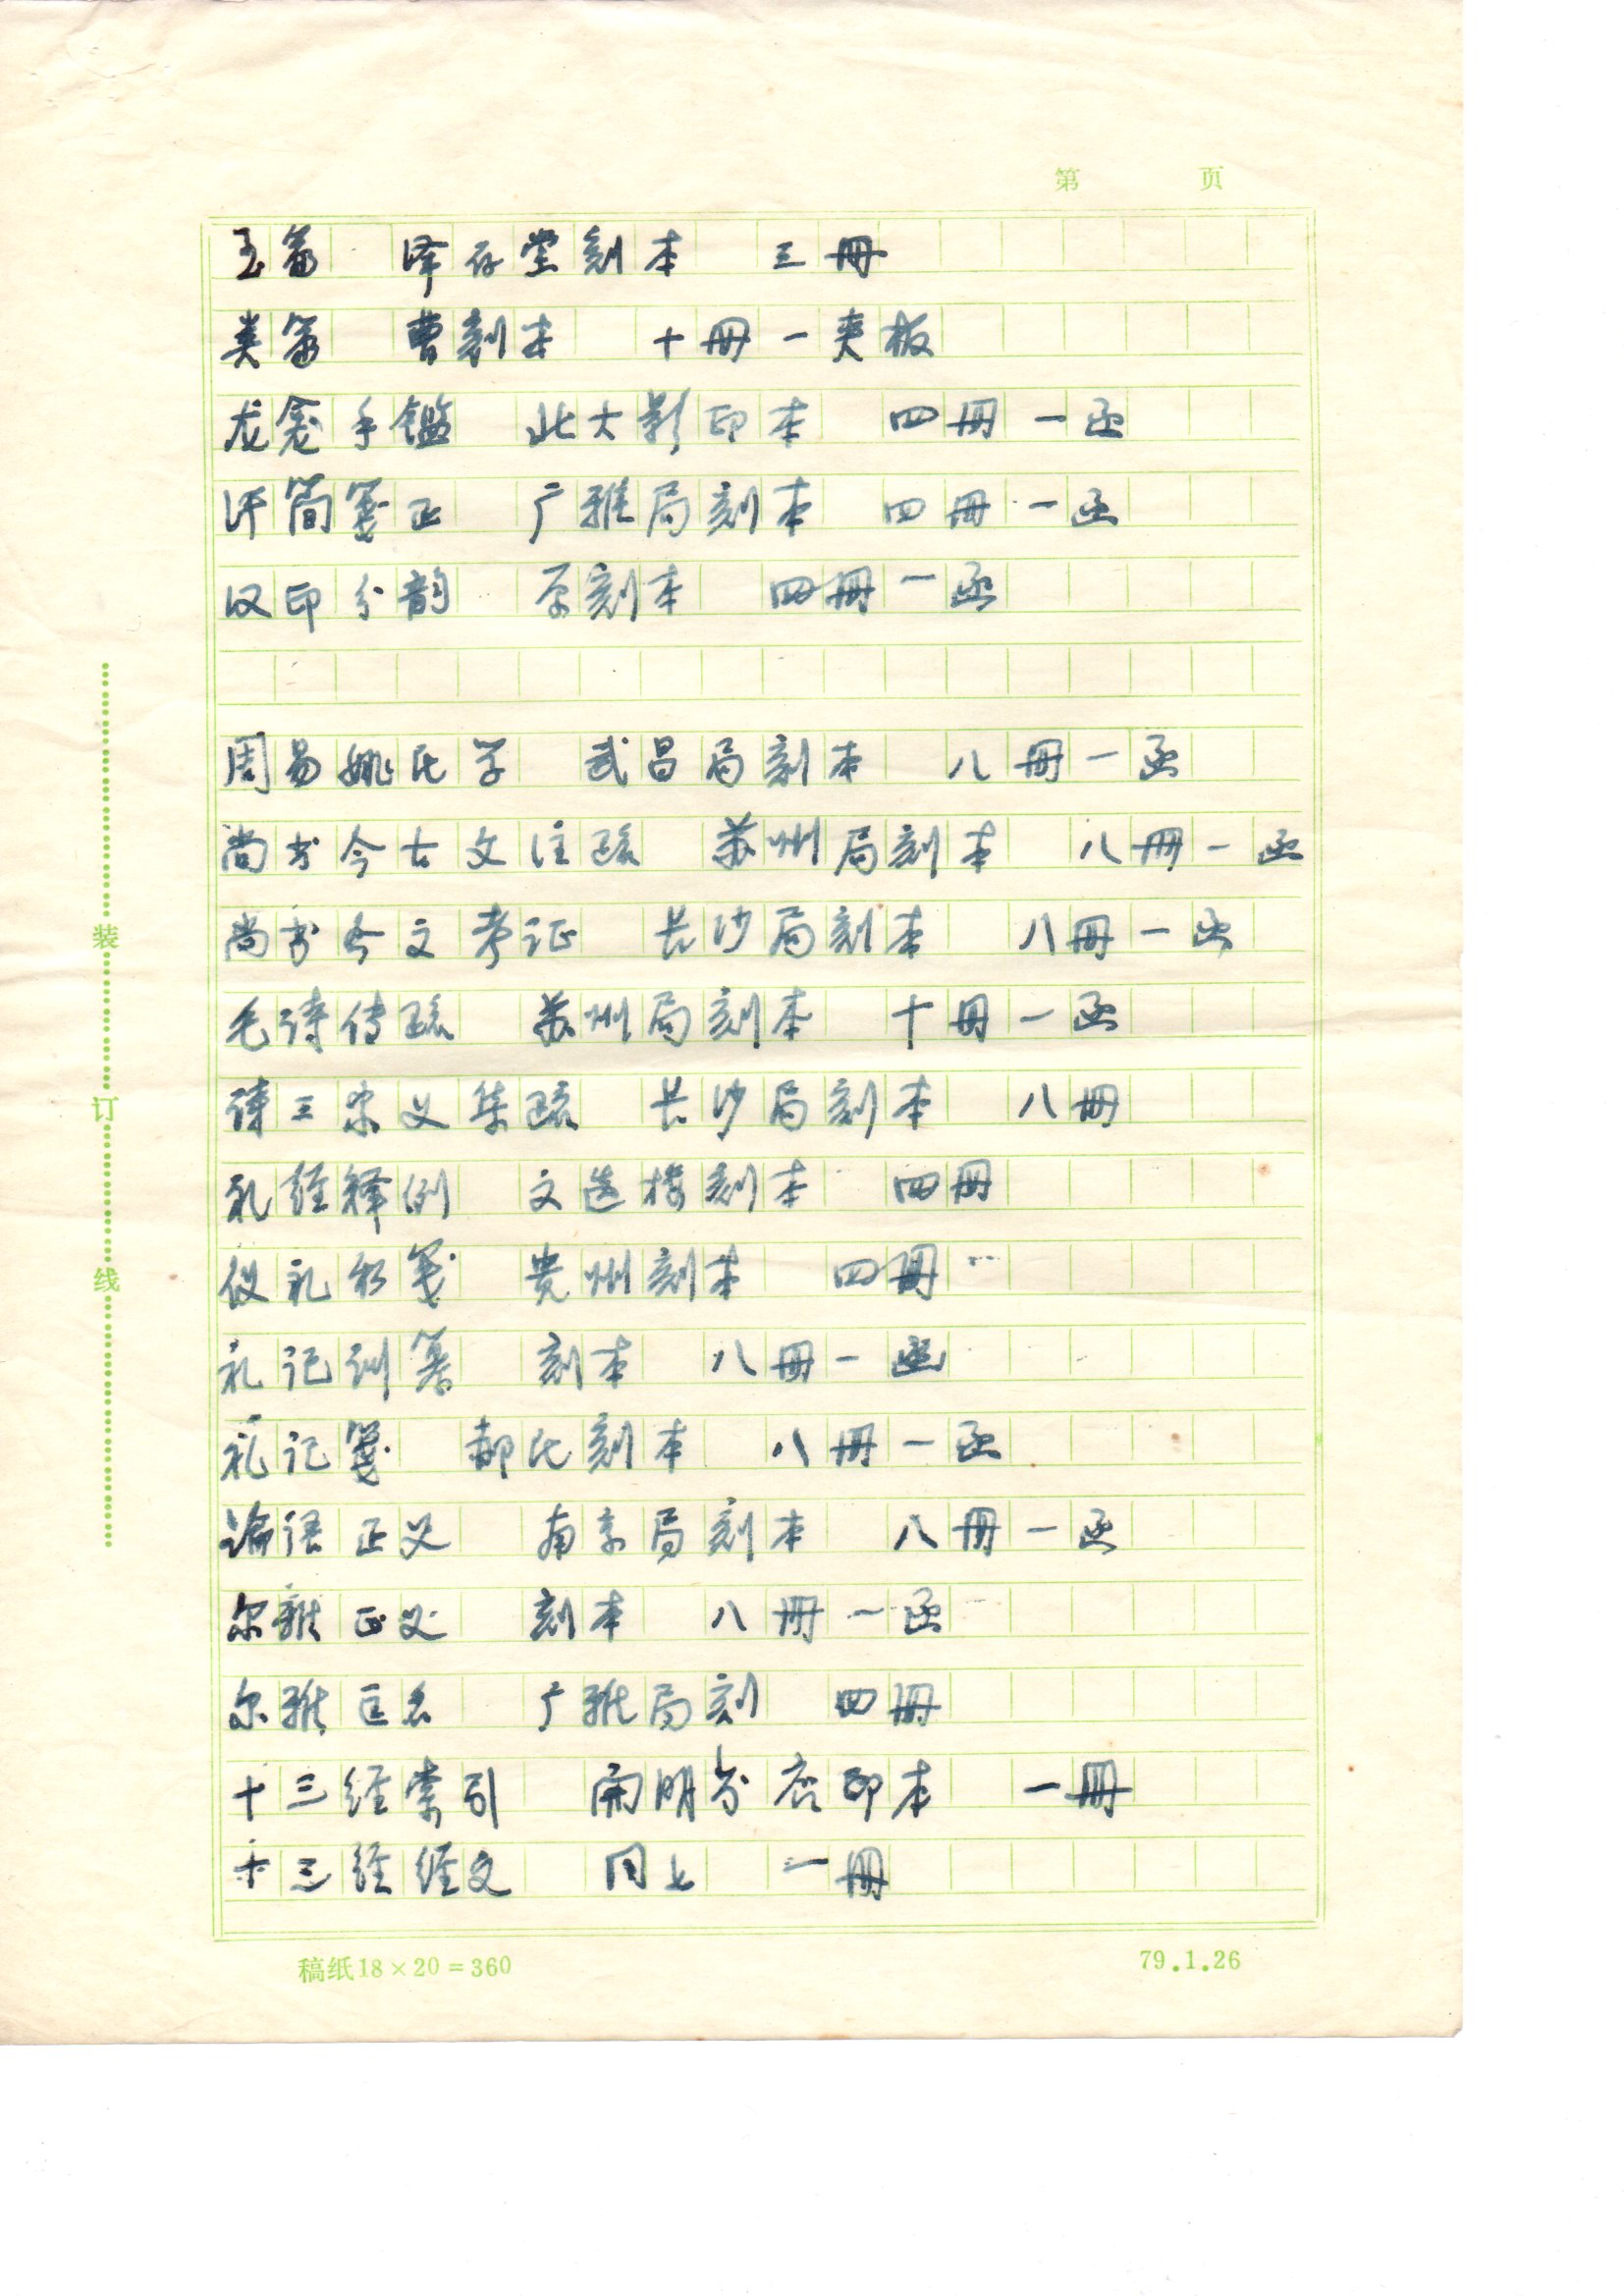 第 页
玉篇 泽存堂刻本 三册
类篇 曹刻本 十册一夹板
龙龛手鑑 北大影印本 四册一函
汗简笺正 广雅局刻本 四册一函
汉印分韵 原刻本 四册一函
周易姚氏学 武昌局刻本 八册一函
尚书今古文注疏 苏州局刻本 八册一函
尚书今文考证 长沙局刻本 八册一函
毛诗传疏 苏州局刻本 十册一函
诗三家义集疏 长沙局刻本 八册
礼经释例 文选楼刻本 四册
仪礼私笺 贵州刻本 四册
礼记训纂 刻本 八册一函
礼记笺 郝氏刻本 八册一函
论语正义 南京局刻本 八册一函
尔雅正义 刻本 八册一函
尔雅匡名 广雅局刻 四册
十三经索引 开明书店印本 一册
十三经经文 同上 一册
装
订
线
稿纸18×20=360 79.1.26